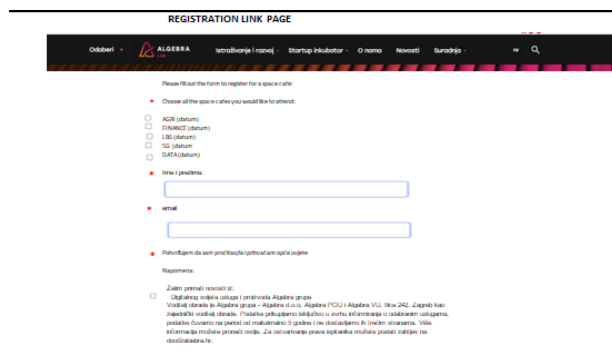 REGISTRATION LINK PAGE
Odaberi ALGEBRA LAB Istraživanje i razvoj Startup inkubator O nama Novosti Suradnja HR
Please fill out the form to register for a space café:
* Choose all the space cafes you would like to attend:
AGRI (datum)
FINANCE (datum)
LBS (datum)
5G (datum
DATA (datum)
* Ime i prezime.
* email
* Potvrđujem da sam pročitao/la i prihvaćam opće uvjete
Napomena:
Želim primati novosti iz:
Digitalnog svijeta usluga i proizvoda Algebra grupe
Voditelj obrade je Algebra grupa - Algebra d.o.o, Algebra POU i Algebra VU, Ilica 242, Zagreb kao
zajednički voditelj obrade. Podatke prikupljamo isključivo u svrhu informiranja o odabranim uslugama,
podatke čuvamo na period od maksimalno 5 godine i ne dostavljamo ih trećim stranama. Više
informacija možete pronaći ovdje. Za ostvarivanje prava ispitanika možete poslati zahtjev na
dpo@algebra.hr.